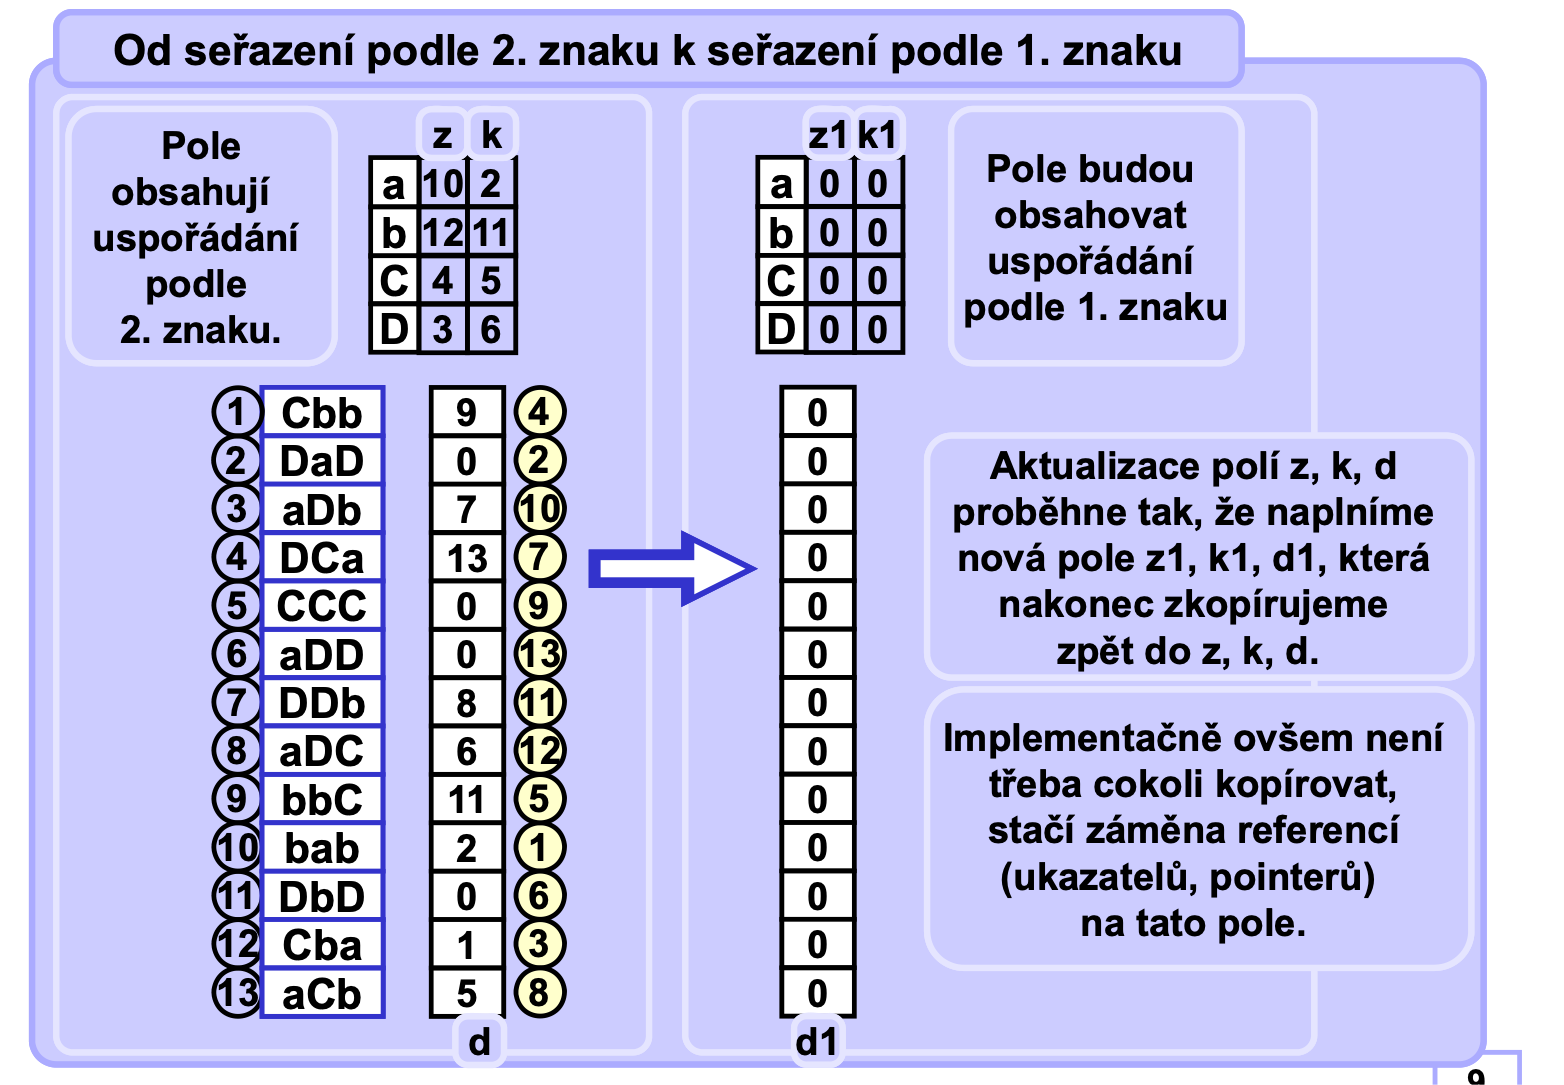 Od seřazení podle 2. znaku k seřazení podle 1. znaku
Pole
obsahují
uspořádání
podle
2. znaku.
z k
a 10 2
b 12 11
C 4 5
D 3 6
z1 k1
a 0 0
b 0 0
C 0 0
D 0 0
Pole budou
obsahovat
uspořádání
podle 1. znaku
1 Cbb 9 4 0
2 DaD 0 2 0
3 aDb 7 10 0
4 DCa 13 7 0
5 CCC 0 9 0
6 aDD 0 13 0
7 DDb 8 11 0
8 aDC 6 12 0
9 bbC 11 5 0
10 bab 2 1 0
11 DbD 0 6 0
12 Cba 1 3 0
13 aCb 5 8 0
d d1
Aktualizace polí z, k, d
proběhne tak, že naplníme
nová pole z1, k1, d1, která
nakonec zkopírujeme
zpět do z, k, d.
Implementačně ovšem není
třeba cokoli kopírovat,
stačí záměna referencí
(ukazatelů, pointerů)
na tato pole.
9